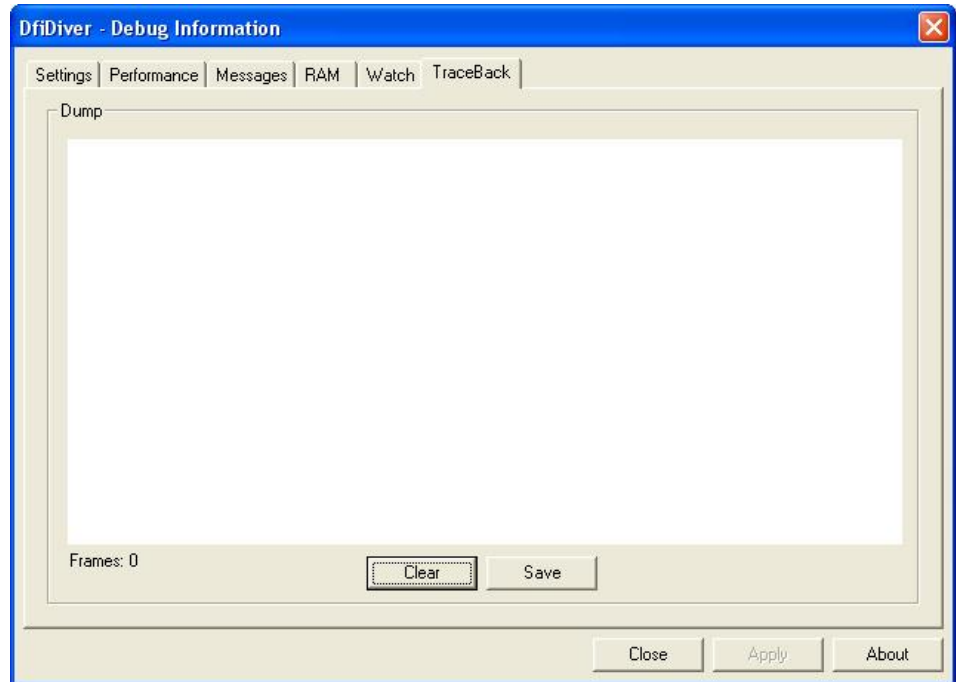 DfiDiver - Debug Information
Settings Performance Messages RAM Watch TraceBack
Dump
Frames: 0
Clear Save
Close Apply About